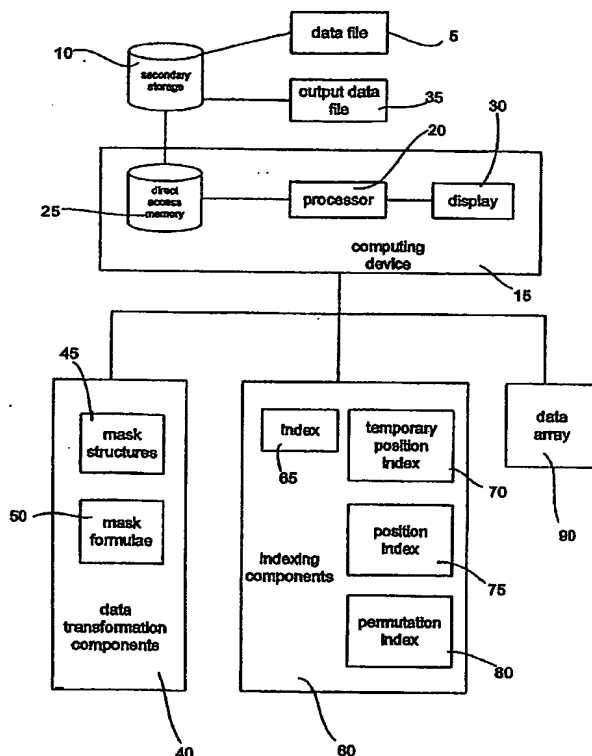 data file
5
10
secondary
storage
output data
file
35
20
30
direct
access
memory
25
processor
display
computing
device
15
45
mask
structures
50
mask
formulae
data
transformation
components
40
index
65
temporary
position
index
70
indexing
components
position
index
75
permutation
index
80
60
data
array
90